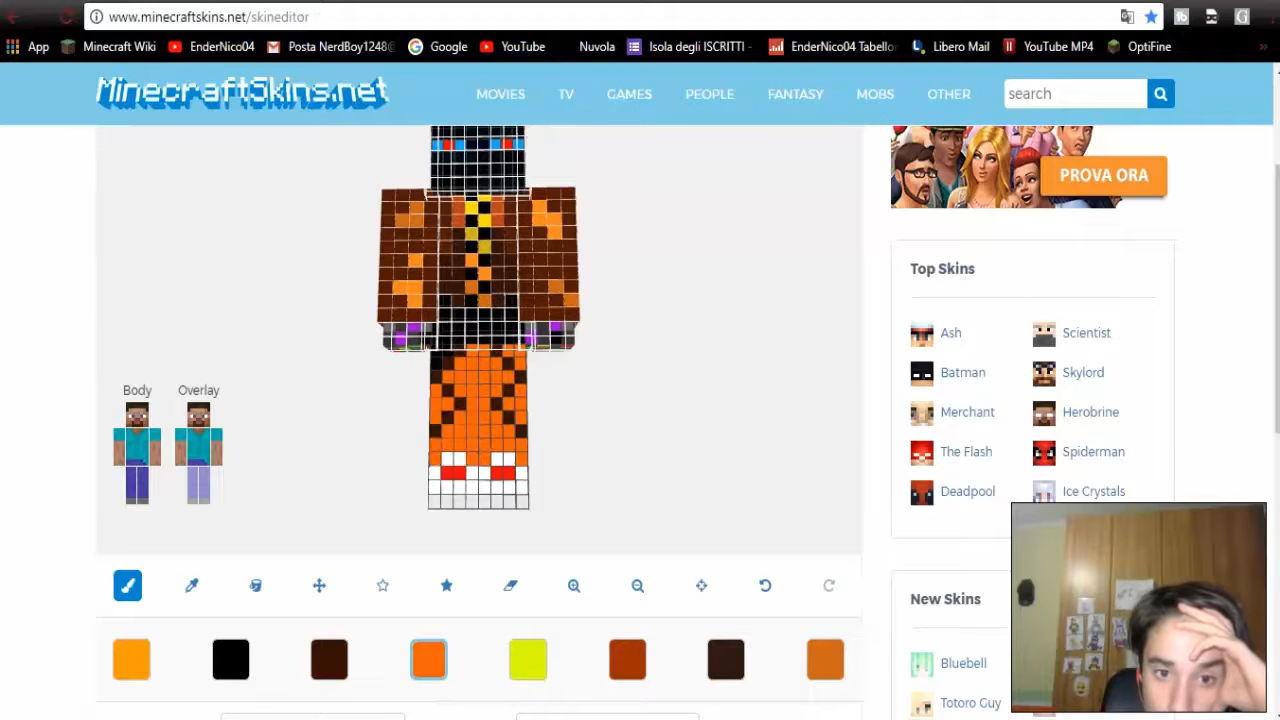 www.minecraftskins.net/skineditor
App
Minecraft Wiki
EnderNico04
Posta NerdBoy1248@
Google
YouTube
Nuvola
Isola degli ISCRITTI -
EnderNico04 Tabello
Libero Mail
YouTube MP4
OptiFine
»
MinecraftSkins.net
MOVIES
TV
GAMES
PEOPLE
FANTASY
MOBS
OTHER
search
PROVA ORA
Top Skins
Ash
Scientist
Batman
Skylord
Merchant
Herobrine
The Flash
Spiderman
Deadpool
Ice Crystals
Body
Overlay
New Skins
Bluebell
Totoro Guy